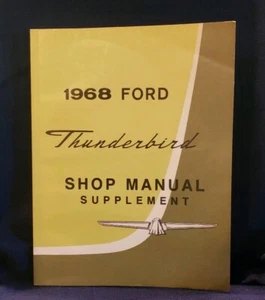 1968 FORD
Thunderbird
SHOP MANUAL
SUPPLEMENT